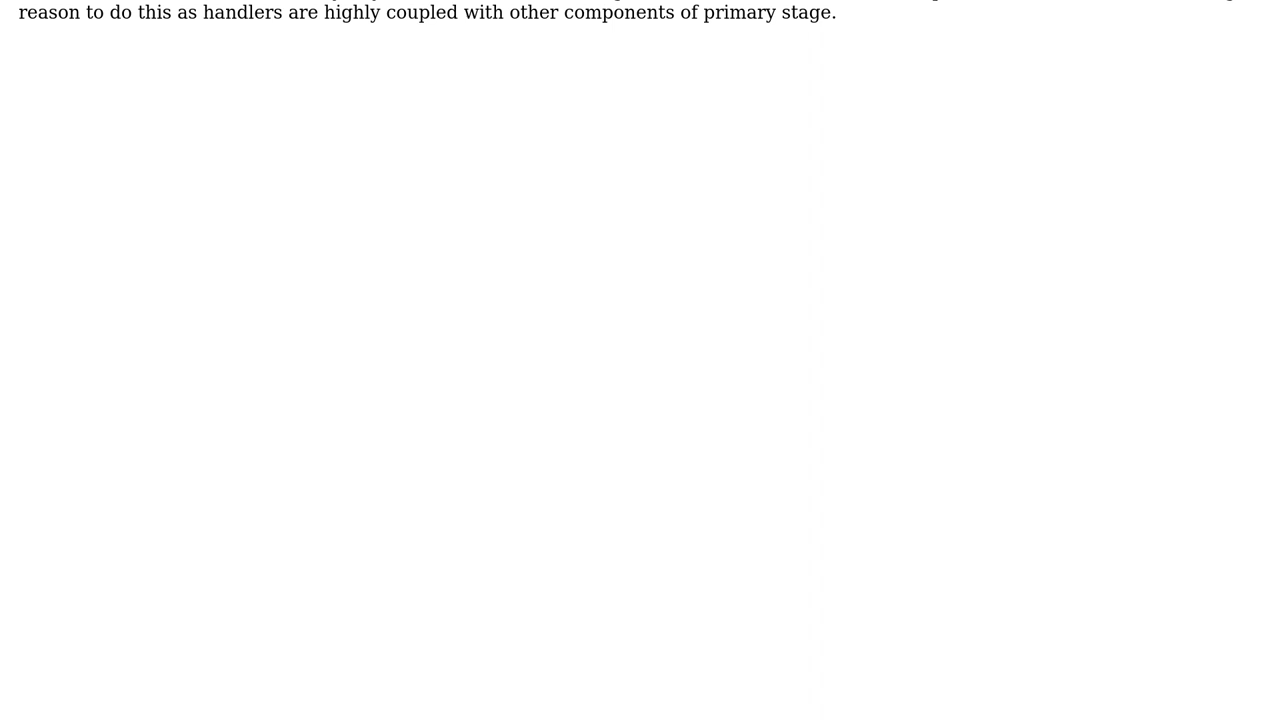 reason to do this as handlers are highly coupled with other components of primary stage.